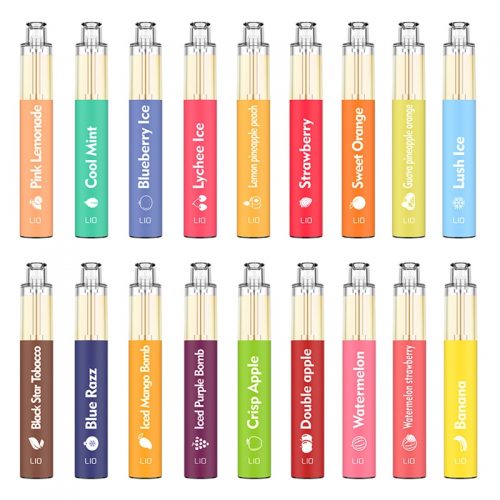 Pink Lemonade
LIO
Cool Mint
LIO
Blueberry Ice
LIO
Lychee Ice
LIO
Lemon pineapple peach
LIO
Strawberry
LIO
Sweet Orange
LIO
Guava pineapple orange
LIO
Lush Ice
LIO
Black Star Tobacco
LIO
Blue Razz
LIO
Iced Mango Bomb
LIO
Iced Purple Bomb
LIO
Crisp Apple
LIO
Double apple
LIO
Watermelon
LIO
Watermelon strawberry
LIO
Banana
LIO